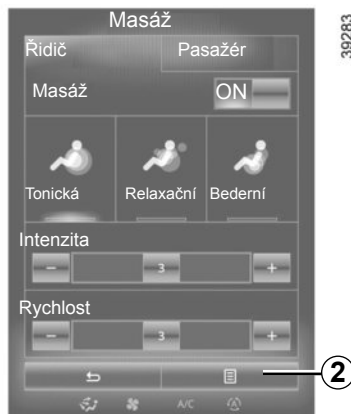 Masáž
39283
Řidič Pasažér
Masáž ON
Tonická Relaxační Bederní
Intenzita
– 3 +
Rychlost
– 3 +
2
A/C